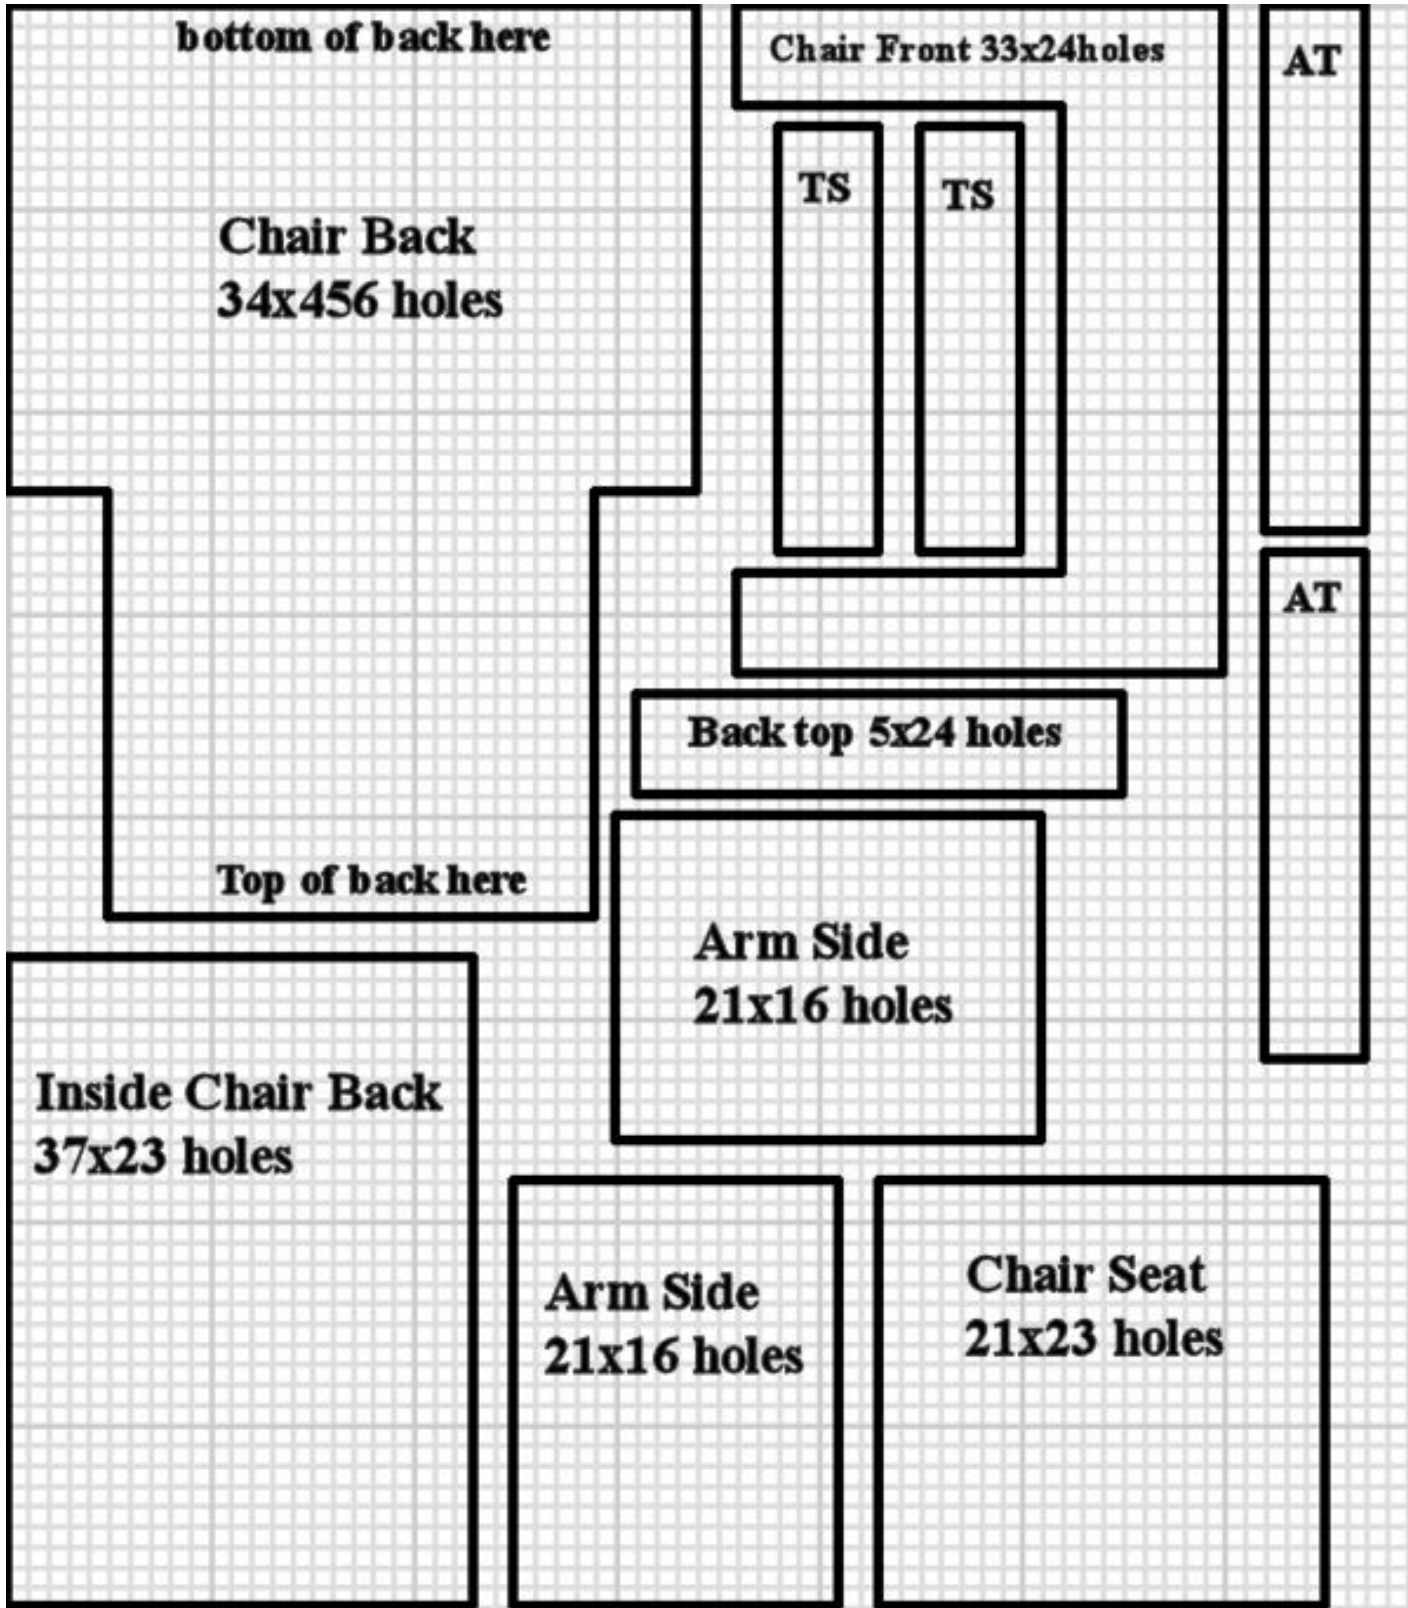 bottom of back here
Chair Front 33x24holes
AT
TS
TS
Chair Back
34x456 holes
AT
Back top 5x24 holes
Top of back here
Arm Side
21x16 holes
Inside Chair Back
37x23 holes
Arm Side
21x16 holes
Chair Seat
21x23 holes